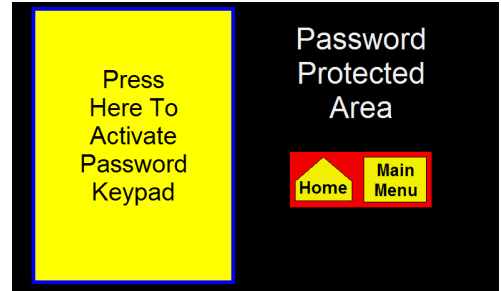 Press
Here To
Activate
Password
Keypad
Password
Protected
Area
Home
Main
Menu